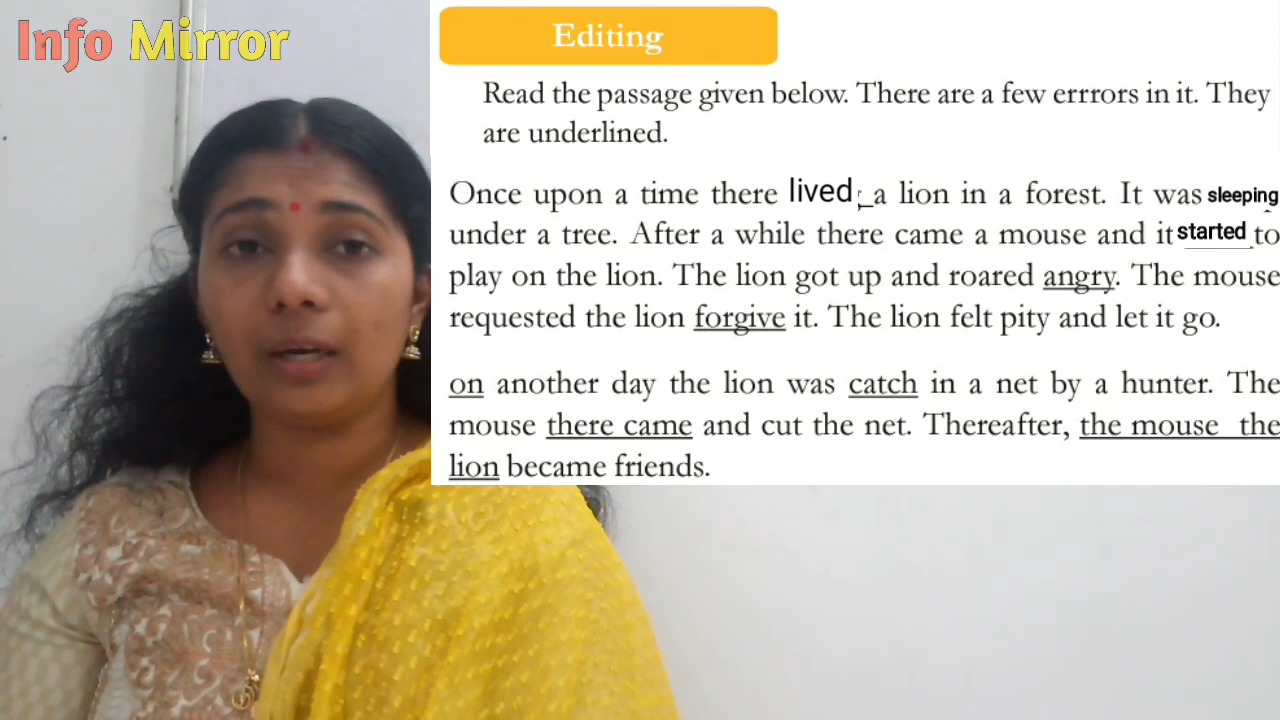 Info Mirror
Editing
Read the passage given below. There are a few errrors in it. They
are underlined.
Once upon a time there lived a lion in a forest. It was sleeping
under a tree. After a while there came a mouse and it started to
play on the lion. The lion got up and roared angry. The mouse
requested the lion forgive it. The lion felt pity and let it go.
on another day the lion was catch in a net by a hunter. The
mouse there came and cut the net. Thereafter, the mouse the
lion became friends.